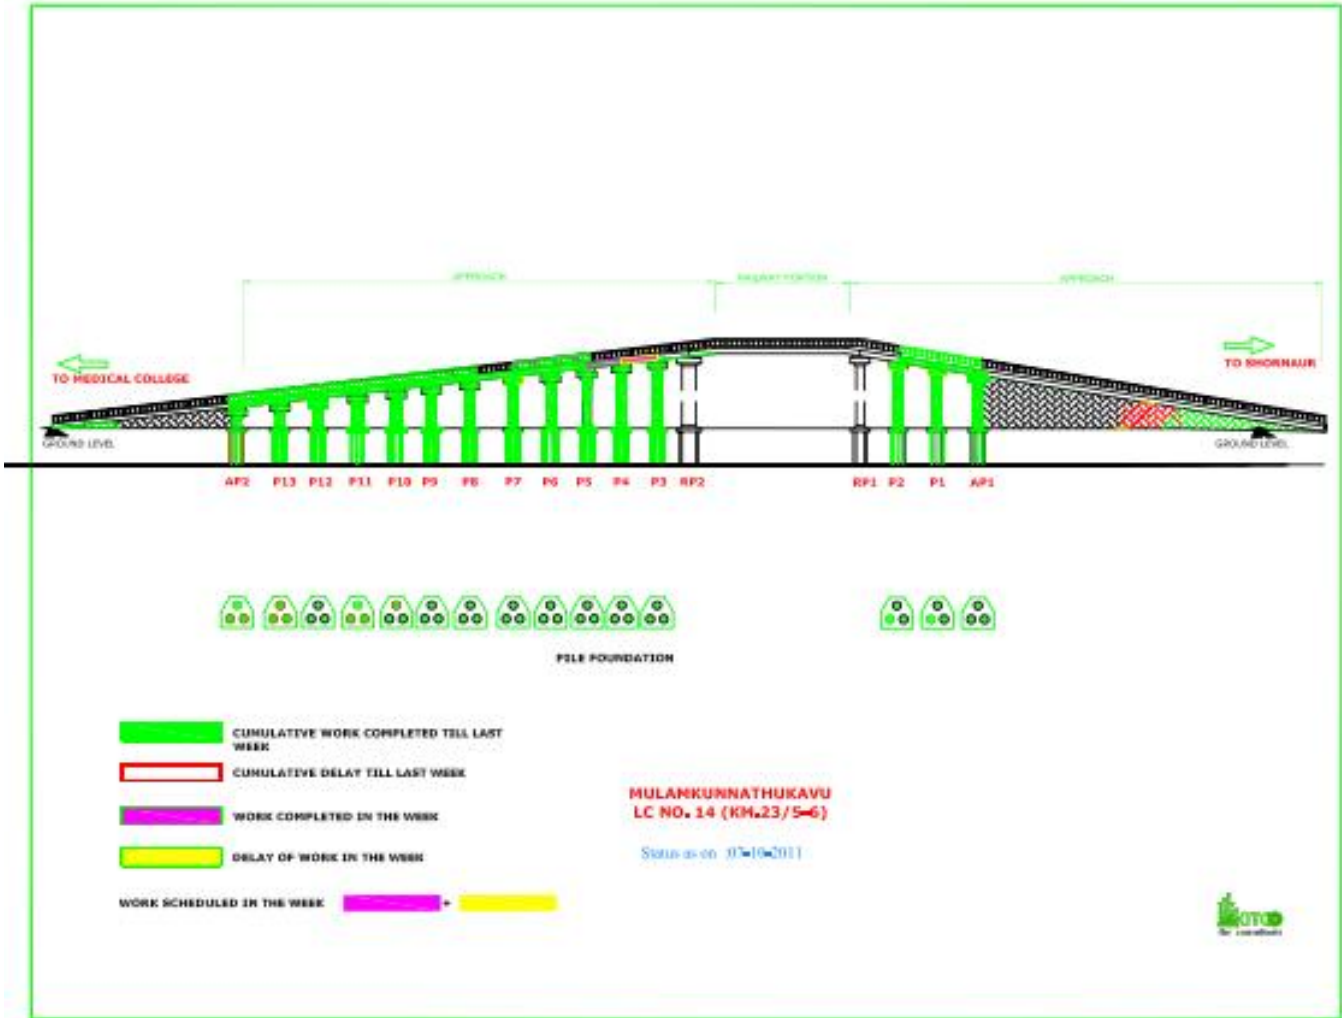 APPROACH RAILWAY PORTION APPROACH
TO MEDICAL COLLEGE
TO SHORNAUR
GROUND LEVEL
GROUND LEVEL
AP2 P13 P12 P11 P10 P9 P8 P7 P6 P5 P4 P3 RP2 RP1 P2 P1 AP1
PILE FOUNDATION
CUMULATIVE WORK COMPLETED TILL LAST
WEEK
CUMULATIVE DELAY TILL LAST WEEK
WORK COMPLETED IN THE WEEK
DELAY OF WORK IN THE WEEK
WORK SCHEDULED IN THE WEEK +
MULAMKUNNATHUKAVU
LC NO. 14 (KM.23/5-6)
Status as on :07-10-2011
KITCO
the consultants